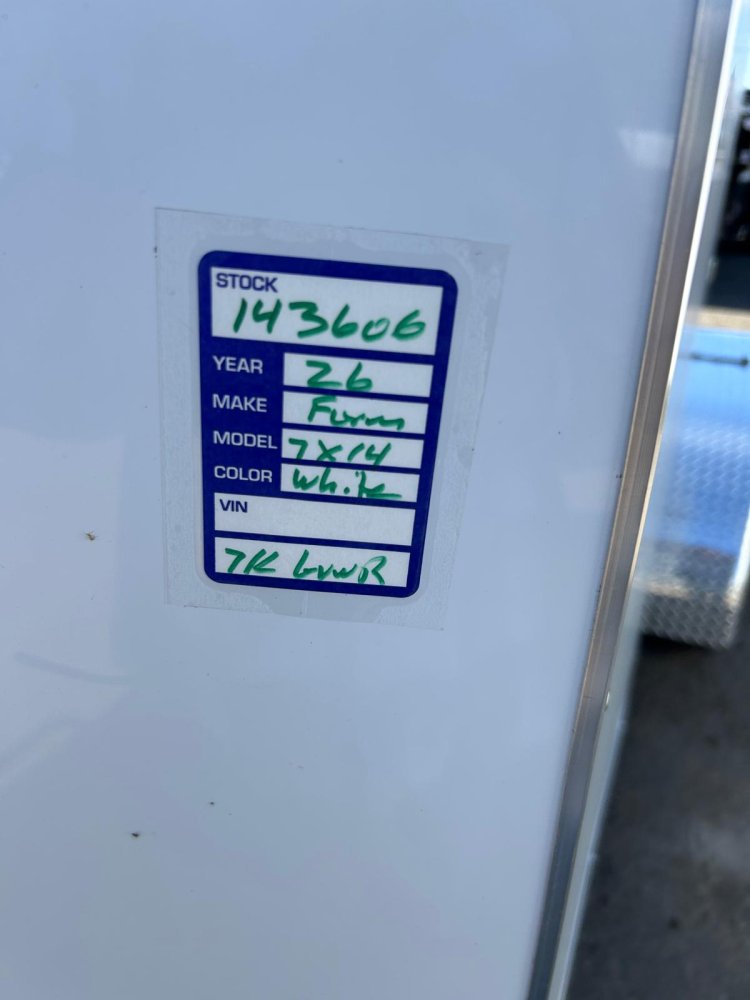 STOCK
143606
YEAR 26
MAKE Form
MODEL 7X14
COLOR White
VIN
7K GVWR